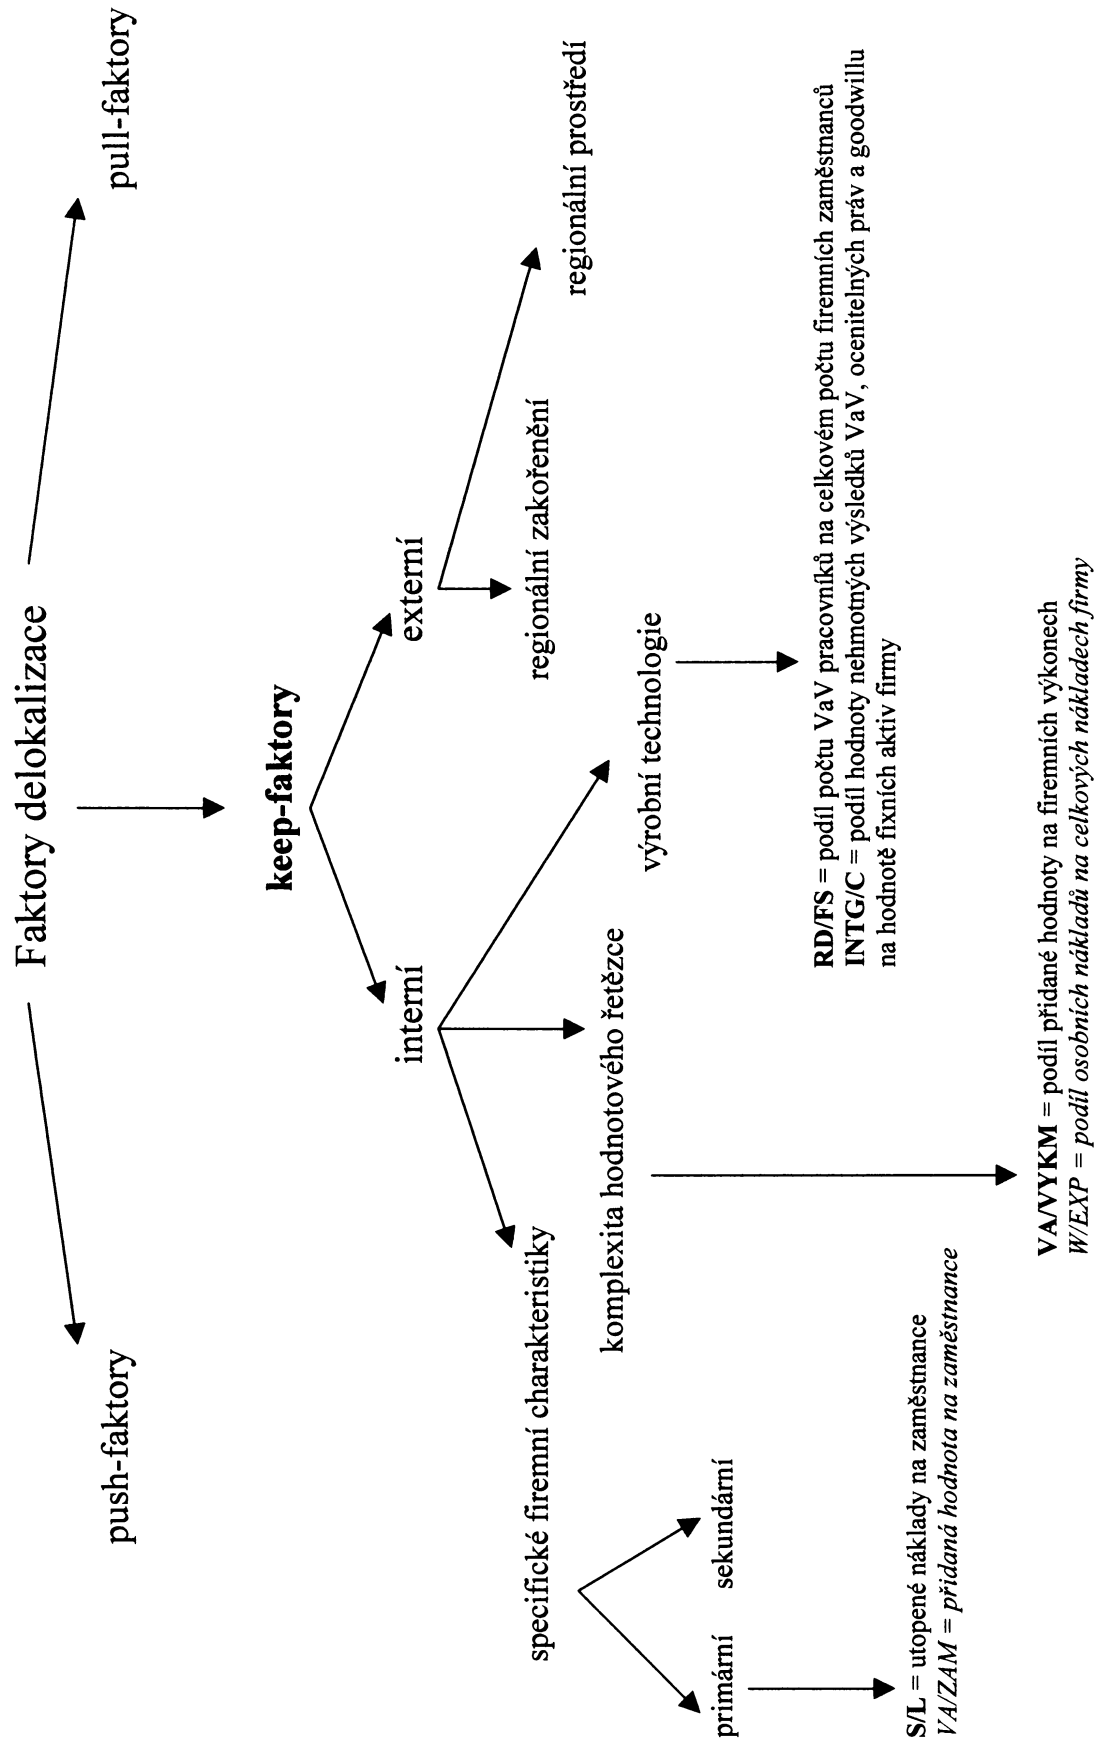 Faktory delokalizace
push-faktory
pull-faktory
keep-faktory
interní
externí
specifické firemní charakteristiky
regionální zakořenění
regionální prostředí
komplexita hodnotového řetězce
výrobní technologie
primární
sekundární
RD/FS = podíl počtu VaV pracovníků na celkovém počtu firemních zaměstnanců
INTG/C = podíl hodnoty nehmotných výsledků VaV, ocenitelných práv a goodwillu
na hodnotě fixních aktiv firmy
S/L = utopené náklady na zaměstnance
VA/ZAM = přidaná hodnota na zaměstnance
VA/VYKM = podíl přidané hodnoty na firemních výkonech
W/EXP = podíl osobních nákladů na celkových nákladech firmy